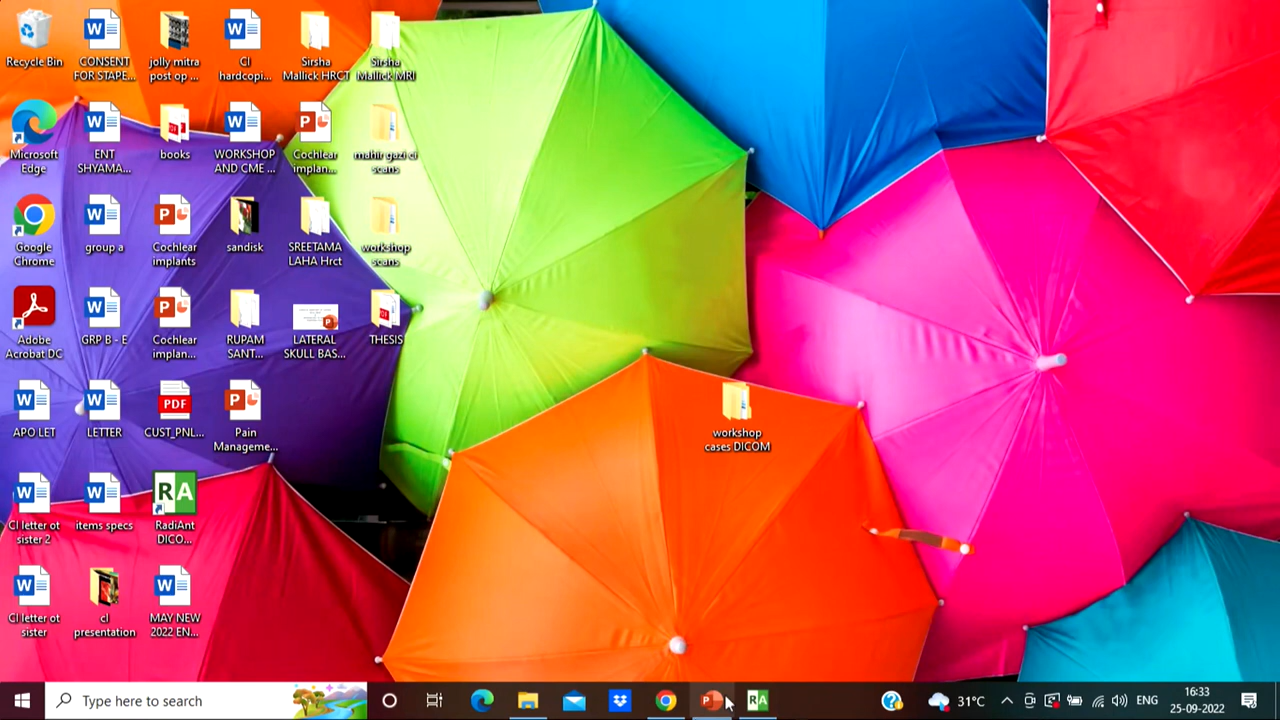 Recycle Bin
CONSENT
FOR STAPE...
jolly mitra
post op ...
CI
hardcopi...
Sirsha
Mallick HRCT
Sirsha
Mallick MRI
Microsoft
Edge
ENT
SHYAMA...
books
WORKSHOP
AND CME ...
Cochlear
implan...
mahir gazi ci
scans
Google
Chrome
group a
Cochlear
implants
sandisk
SREETAMA
LAHA Hrct
workshop
scans
Adobe
Acrobat DC
GRP B - E
Cochlear
implan...
RUPAM
SANT...
LATERAL
SKULL BAS...
THESIS
APO LET
LETTER
PDF
CUST_PNL...
Pain
Manageme...
workshop
cases DICOM
CI letter ot
sister 2
items specs
RA
RadiAnt
DICO...
CI letter ot
sister
cI
presentation
MAY NEW
2022 EN...
Type here to search
RA
31°C
ENG
16:33
25-09-2022